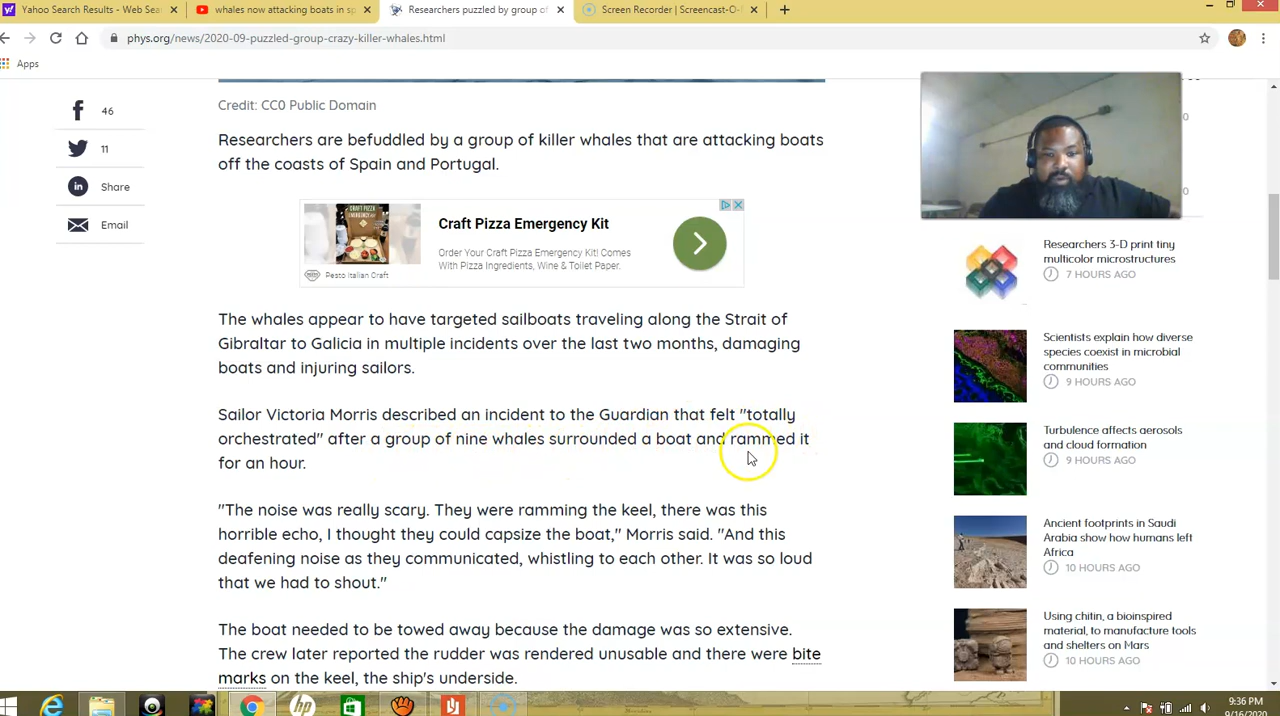 Yahoo Search Results - Web Sea
whales now attacking boats in sp
Researchers puzzled by group of
Screen Recorder | Screencast-O-
phys.org/news/2020-09-puzzled-group-crazy-killer-whales.html
Apps
46
11
Share
Email
Credit: CC0 Public Domain
Researchers are befuddled by a group of killer whales that are attacking boats
off the coasts of Spain and Portugal.
Craft Pizza Emergency Kit
Order Your Craft Pizza Emergency Kit! Comes
With Pizza Ingredients, Wine & Toilet Paper.
Pesto Italian Craft
The whales appear to have targeted sailboats traveling along the Strait of
Gibraltar to Galicia in multiple incidents over the last two months, damaging
boats and injuring sailors.
Sailor Victoria Morris described an incident to the Guardian that felt "totally
orchestrated" after a group of nine whales surrounded a boat and rammed it
for an hour.
"The noise was really scary. They were ramming the keel, there was this
horrible echo, I thought they could capsize the boat," Morris said. "And this
deafening noise as they communicated, whistling to each other. It was so loud
that we had to shout."
The boat needed to be towed away because the damage was so extensive.
The crew later reported the rudder was rendered unusable and there were bite
marks on the keel, the ship's underside.
0
0
Researchers 3-D print tiny
multicolor microstructures
7 HOURS AGO
Scientists explain how diverse
species coexist in microbial
communities
9 HOURS AGO
Turbulence affects aerosols
and cloud formation
9 HOURS AGO
Ancient footprints in Saudi
Arabia show how humans left
Africa
10 HOURS AGO
Using chitin, a bioinspired
material, to manufacture tools
and shelters on Mars
10 HOURS AGO
9:36 PM
9/16/2020